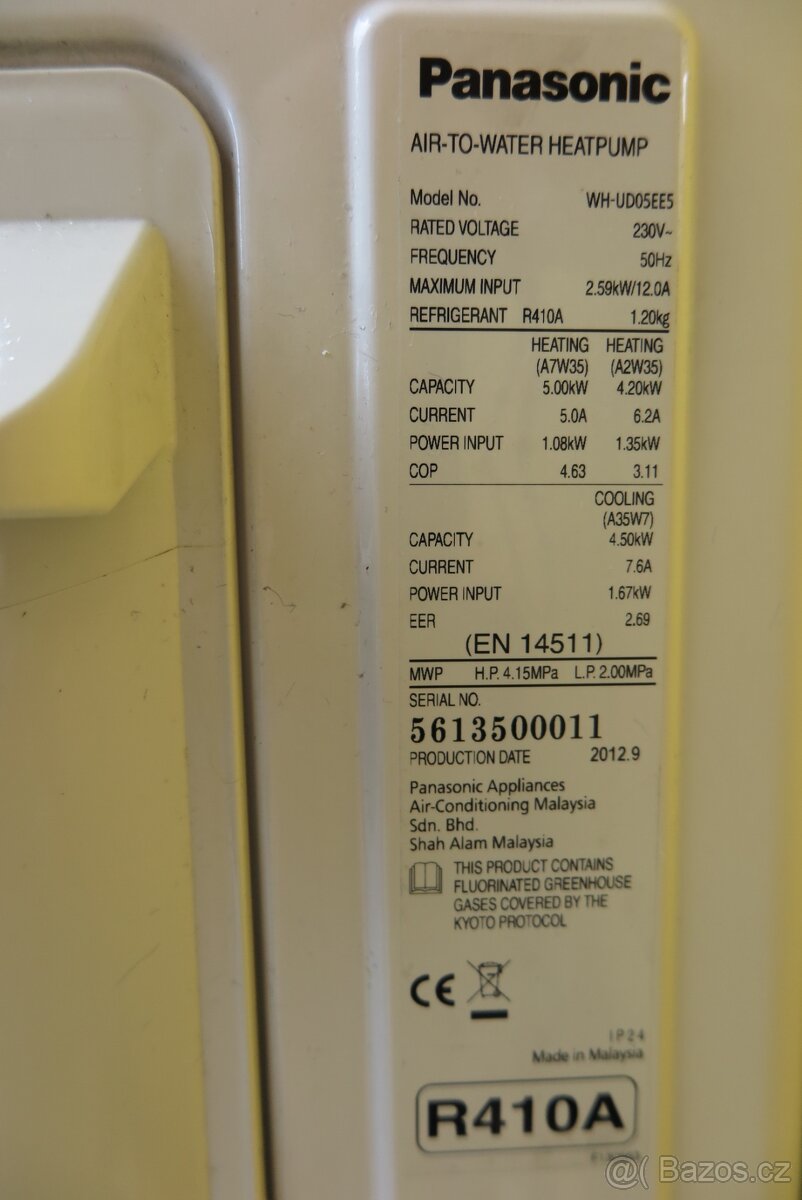 Panasonic
AIR-TO-WATER HEATPUMP
Model No. WH-UD05EE5
RATED VOLTAGE 230V~
FREQUENCY 50Hz
MAXIMUM INPUT 2.59kW/12.0A
REFRIGERANT R410A 1.20kg
HEATING HEATING
(A7W35) (A2W35)
CAPACITY 5.00kW 4.20kW
CURRENT 5.0A 6.2A
POWER INPUT 1.08kW 1.35kW
COP 4.63 3.11
COOLING
(A35W7)
CAPACITY 4.50kW
CURRENT 7.6A
POWER INPUT 1.67kW
EER 2.69
(EN 14511)
MWP H.P. 4.15MPa L.P. 2.00MPa
SERIAL NO.
5613500011
PRODUCTION DATE 2012.9
Panasonic Appliances
Air-Conditioning Malaysia
Sdn. Bhd.
Shah Alam Malaysia
THIS PRODUCT CONTAINS
FLUORINATED GREENHOUSE
GASES COVERED BY THE
KYOTO PROTOCOL
CE
IP24
Made in Malaysia
R410A
@( Bazos.cz